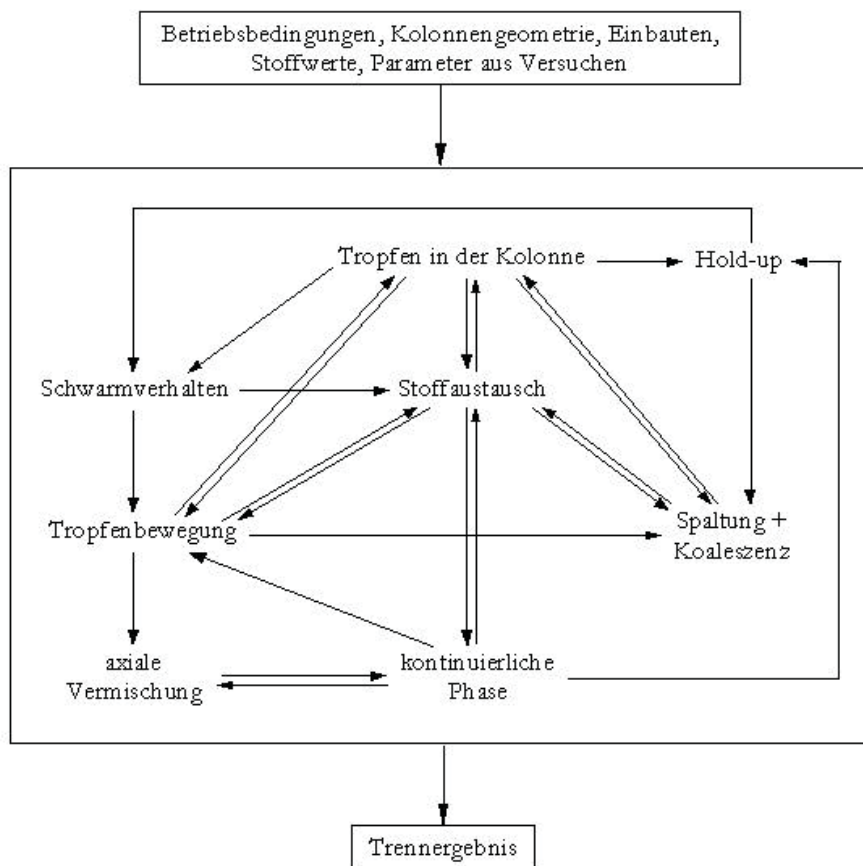 Betriebsbedingungen, Kolonnengeometrie, Einbauten,
Stoffwerte, Parameter aus Versuchen
Tropfen in der Kolonne
Hold-up
Schwarmverhalten
Stoffaustausch
Tropfenbewegung
Spaltung +
Koaleszenz
axiale
Vermischung
kontinuierliche
Phase
Trennergebnis